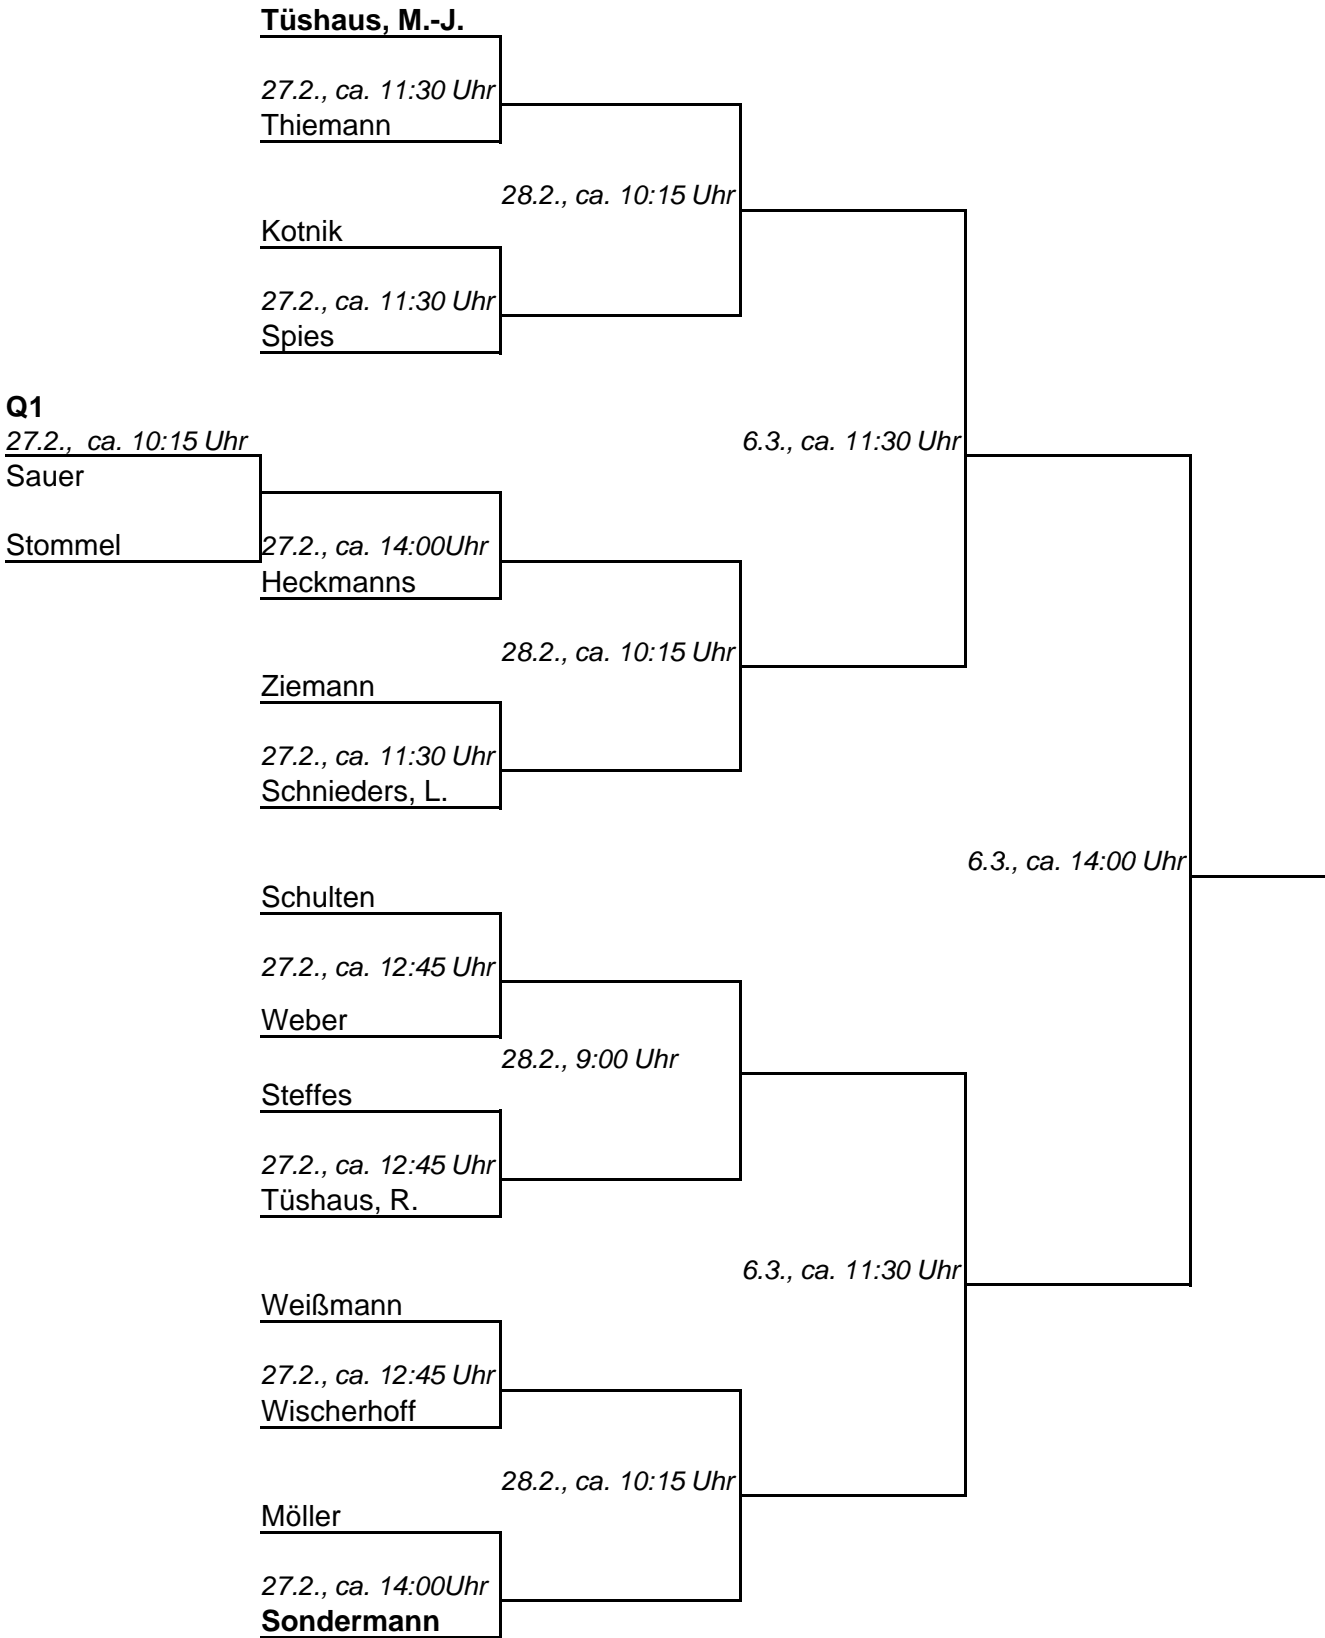 Tüshaus, M.-J.
27.2., ca. 11:30 Uhr
Thiemann
28.2., ca. 10:15 Uhr
Kotnik
27.2., ca. 11:30 Uhr
Spies
Q1
27.2.,  ca. 10:15 Uhr
6.3., ca. 11:30 Uhr
Sauer
Stommel
27.2., ca. 14:00Uhr
Heckmanns
28.2., ca. 10:15 Uhr
Ziemann
27.2., ca. 11:30 Uhr
Schnieders, L.
6.3., ca. 14:00 Uhr
Schulten
27.2., ca. 12:45 Uhr
Weber
28.2., 9:00 Uhr
Steffes
27.2., ca. 12:45 Uhr
Tüshaus, R.
6.3., ca. 11:30 Uhr
Weißmann
27.2., ca. 12:45 Uhr
Wischerhoff
28.2., ca. 10:15 Uhr
Möller
27.2., ca. 14:00Uhr
Sondermann